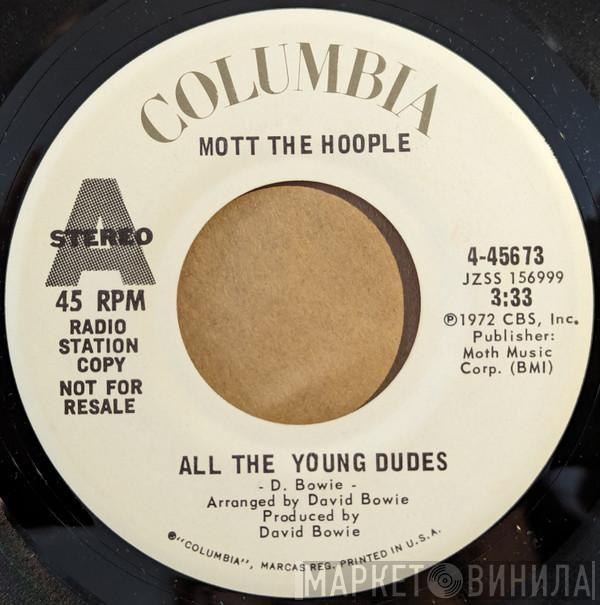 COLUMBIA
MOTT THE HOOPLE
A
STEREO
45 RPM
RADIO
STATION
COPY
NOT FOR
RESALE
4-45673
JZSS 156999
3:33
℗1972 CBS, Inc.
Publisher:
Moth Music
Corp. (BMI)
ALL THE YOUNG DUDES
- D. Bowie -
Arranged by David Bowie
Produced by
David Bowie
®"COLUMBIA", MARCAS REG. PRINTED IN U.S.A.
МАРКЕТ ВИНИЛА